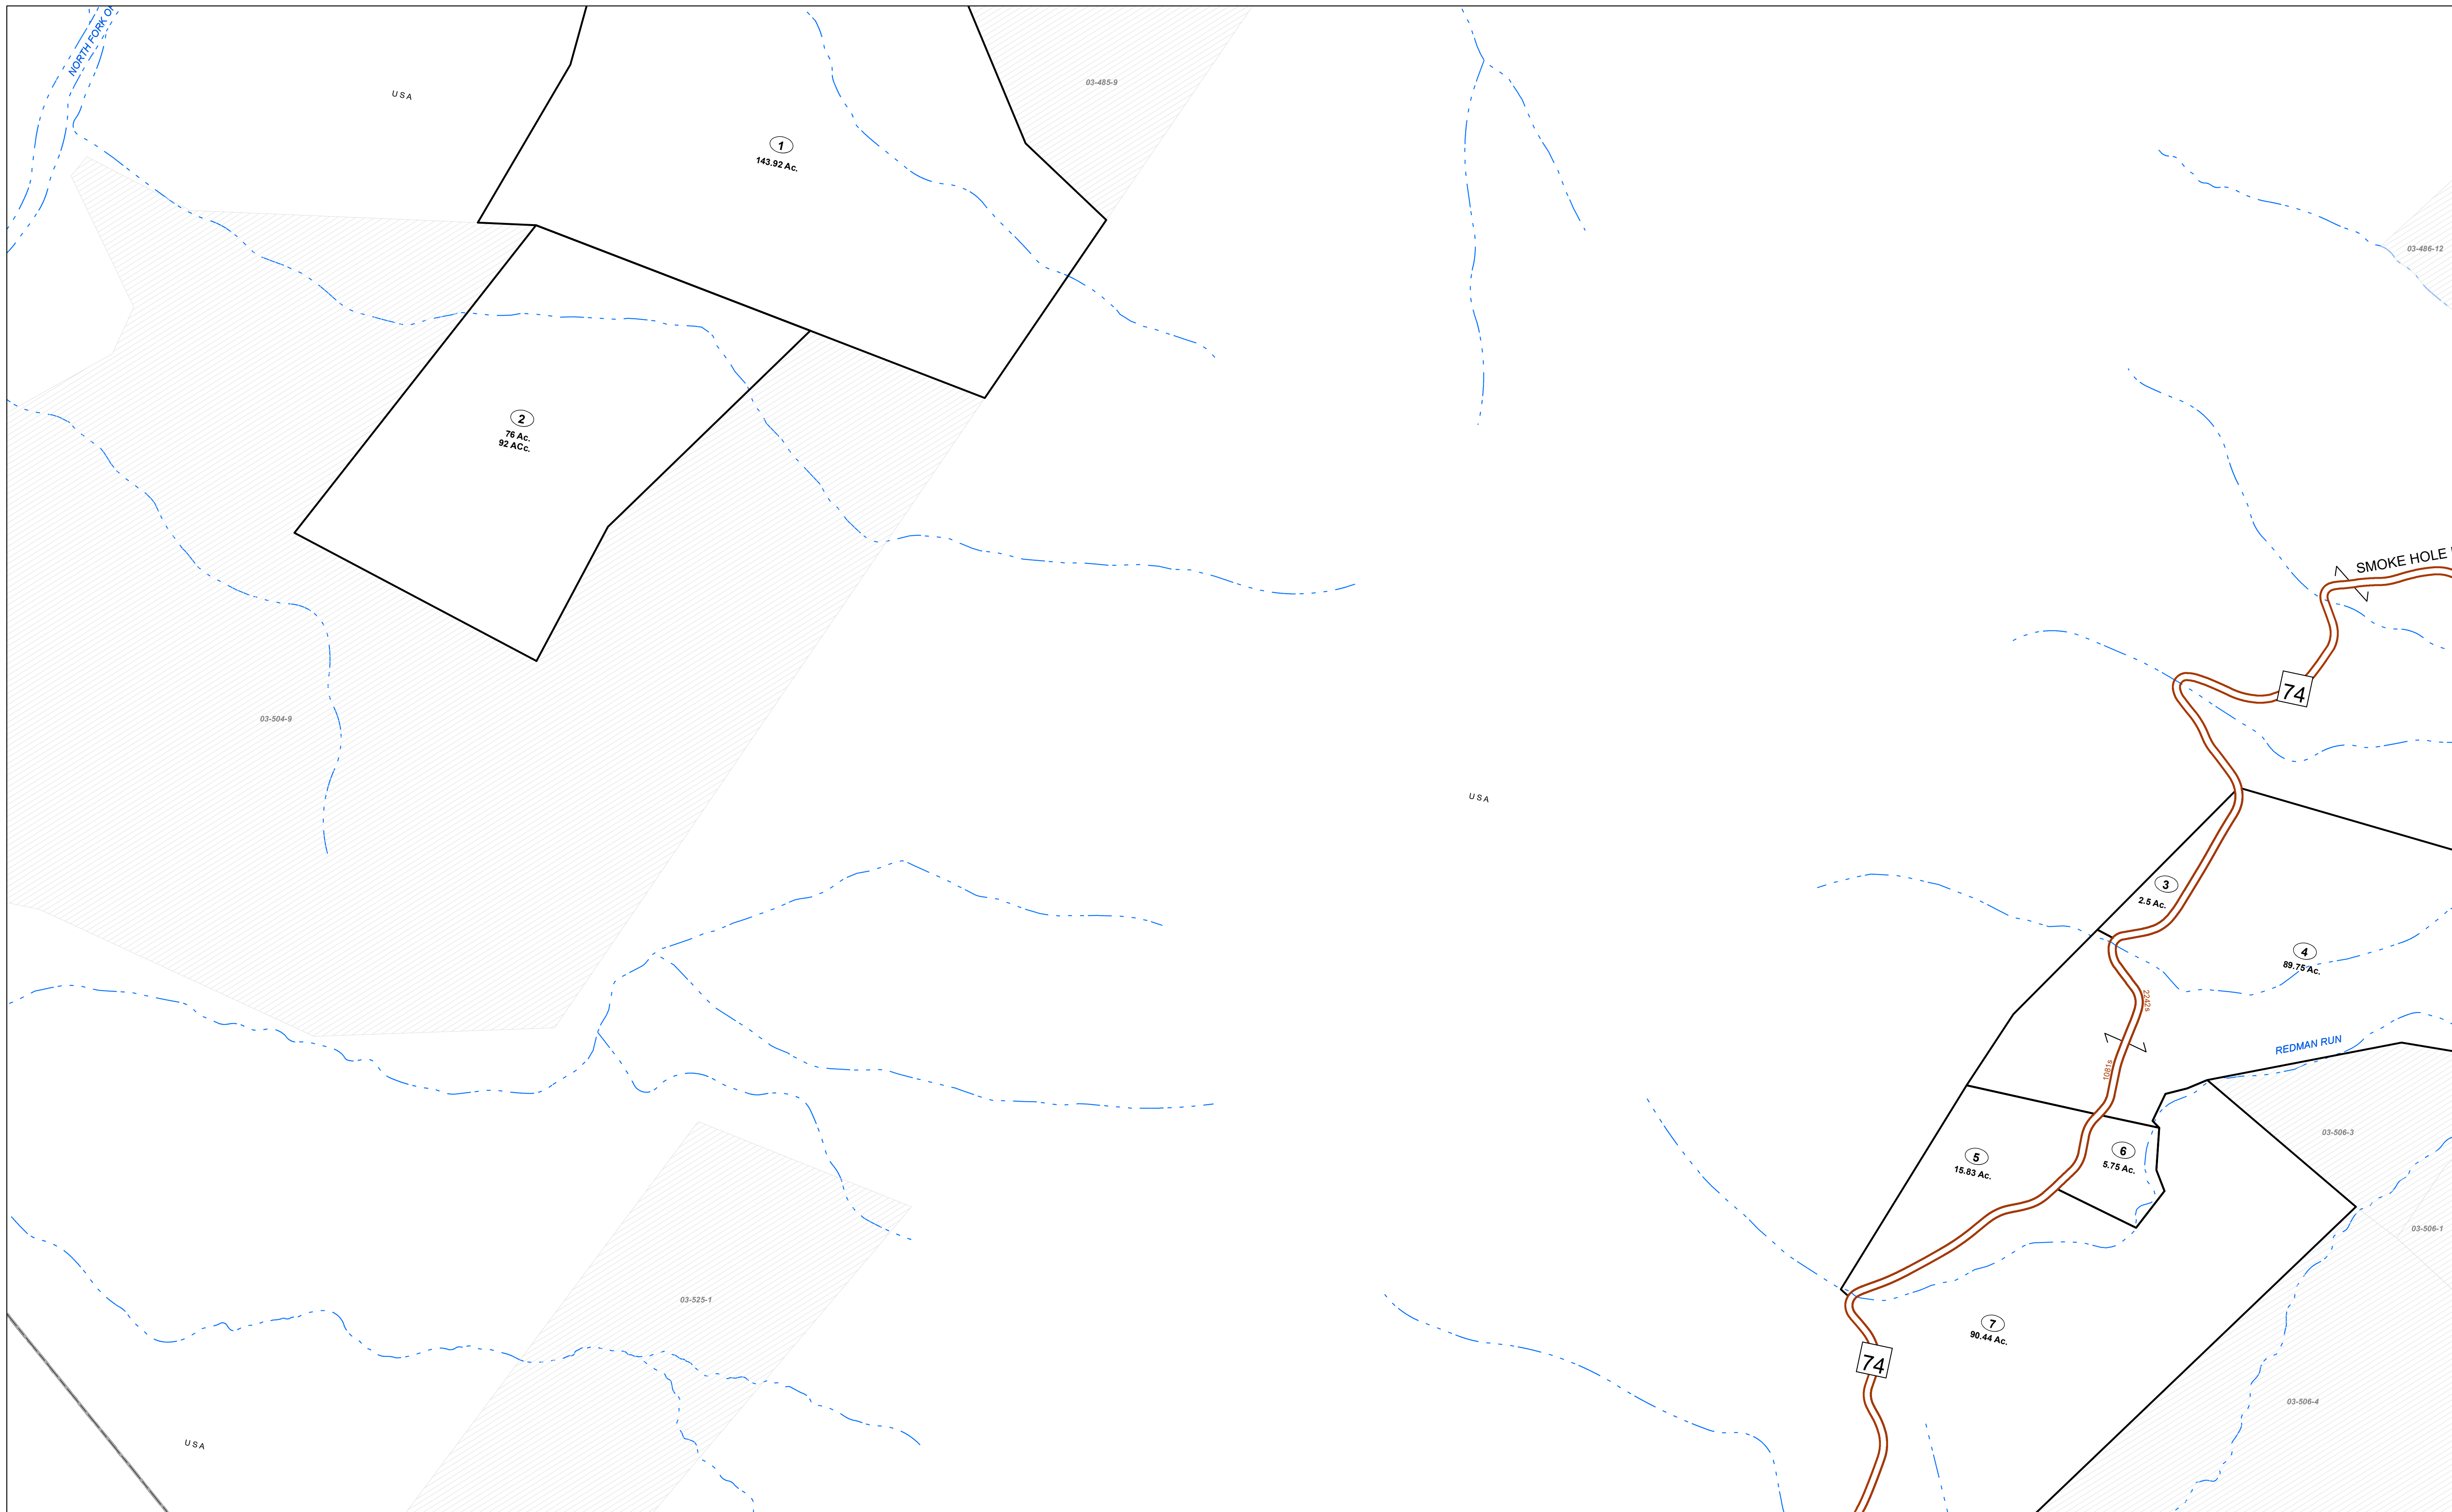 NORTH FORK OF
U S A
03-485-9
1
143.92 Ac.
03-486-12
2
76 Ac.
92 ACc.
SMOKE HOLE
74
03-504-9
U S A
3
2.5 Ac.
4
89.75 Ac.
2242s
REDMAN RUN
1081s
03-506-3
5
15.83 Ac.
6
5.75 Ac.
03-506-1
03-525-1
7
90.44 Ac.
74
03-506-4
U S A